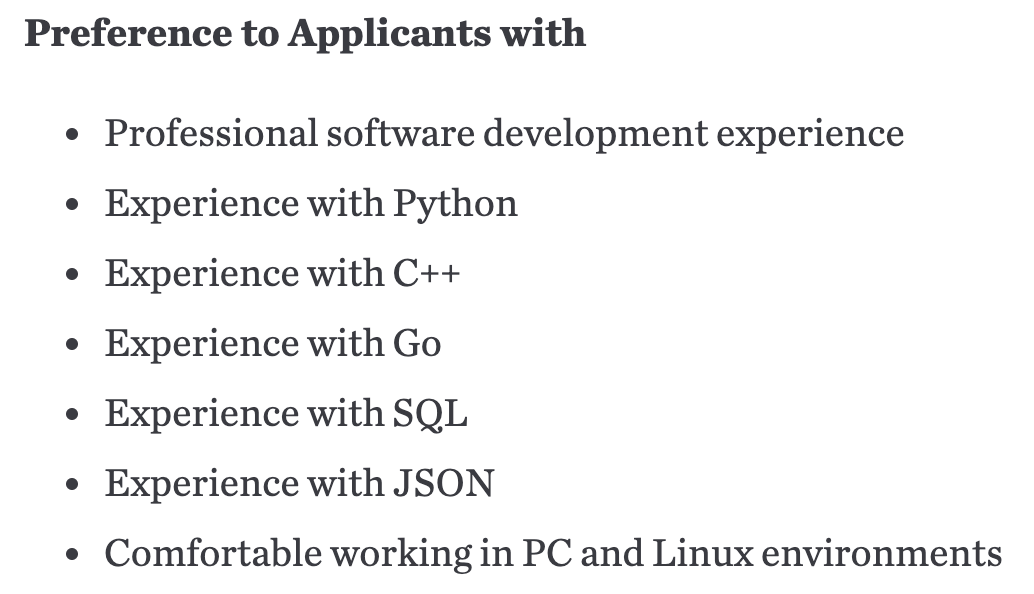 Preference to Applicants with
• Professional software development experience
• Experience with Python
• Experience with C++
• Experience with Go
• Experience with SQL
• Experience with JSON
• Comfortable working in PC and Linux environments